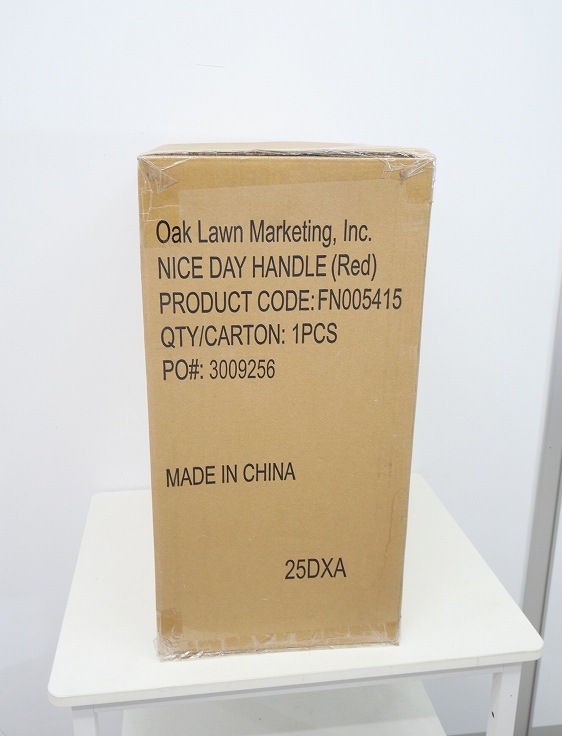 Oak Lawn Marketing, Inc.
NICE DAY HANDLE (Red)
PRODUCT CODE: FN005415
QTY/CARTON: 1PCS
PO#: 3009256
MADE IN CHINA
25DXA